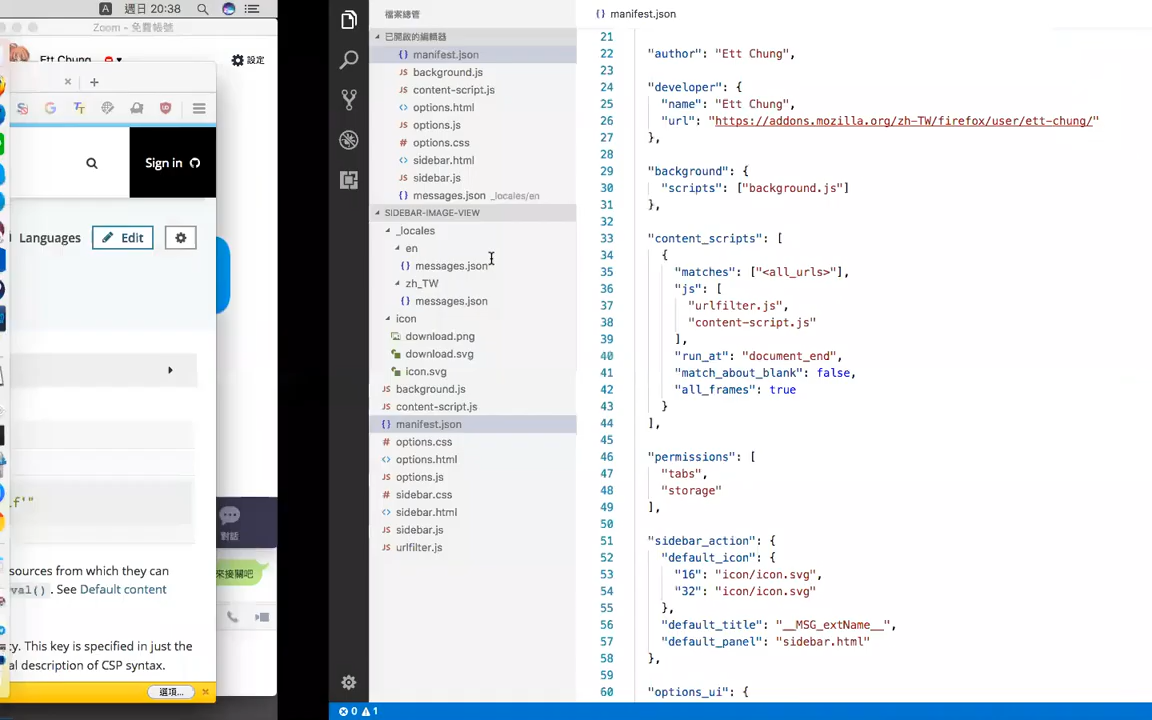 A 週日 20:38
Zoom - 免費帳號
Ett Chung
設定
Sign in
Languages
Edit
f'"
sources from which they can
val(). See Default content
cy. This key is specified in just the
al description of CSP syntax.
選項...
對話
來接關吧
檔案總管
已開啟的編輯器
{} manifest.json
JS background.js
JS content-script.js
<> options.html
JS options.js
# options.css
<> sidebar.html
JS sidebar.js
{} messages.json _locales/en
SIDEBAR-IMAGE-VIEW
_locales
en
{} messages.json
zh_TW
{} messages.json
icon
download.png
download.svg
icon.svg
JS background.js
JS content-script.js
{} manifest.json
# options.css
<> options.html
JS options.js
# sidebar.css
<> sidebar.html
JS sidebar.js
JS urlfilter.js
0 1
{} manifest.json
21
22 "author": "Ett Chung",
23
24 "developer": {
25 "name": "Ett Chung",
26 "url": "https://addons.mozilla.org/zh-TW/firefox/user/ett-chung/"
27 },
28
29 "background": {
30 "scripts": ["background.js"]
31 },
32
33 "content_scripts": [
34 {
35 "matches": ["<all_urls>"],
36 "js": [
37 "urlfilter.js",
38 "content-script.js"
39 ],
40 "run_at": "document_end",
41 "match_about_blank": false,
42 "all_frames": true
43 }
44 ],
45
46 "permissions": [
47 "tabs",
48 "storage"
49 ],
50
51 "sidebar_action": {
52 "default_icon": {
53 "16": "icon/icon.svg",
54 "32": "icon/icon.svg"
55 },
56 "default_title": "__MSG_extName__",
57 "default_panel": "sidebar.html"
58 },
59
60 "options_ui": {